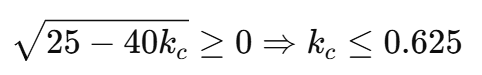 √(25 − 40k_c) ≥ 0 ⇒ k_c ≤ 0.625